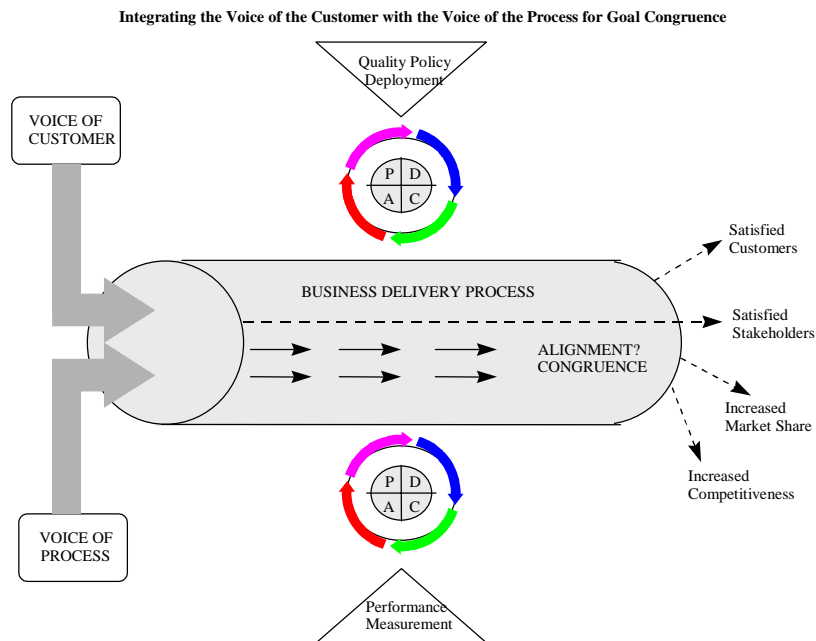 Integrating the Voice of the Customer with the Voice of the Process for Goal Congruence
Quality Policy
Deployment
VOICE OF
CUSTOMER
P D
A C
Satisfied
Customers
BUSINESS DELIVERY PROCESS
Satisfied
Stakeholders
ALIGNMENT?
CONGRUENCE
Increased
Market Share
Increased
Competitiveness
P D
A C
VOICE OF
PROCESS
Performance
Measurement